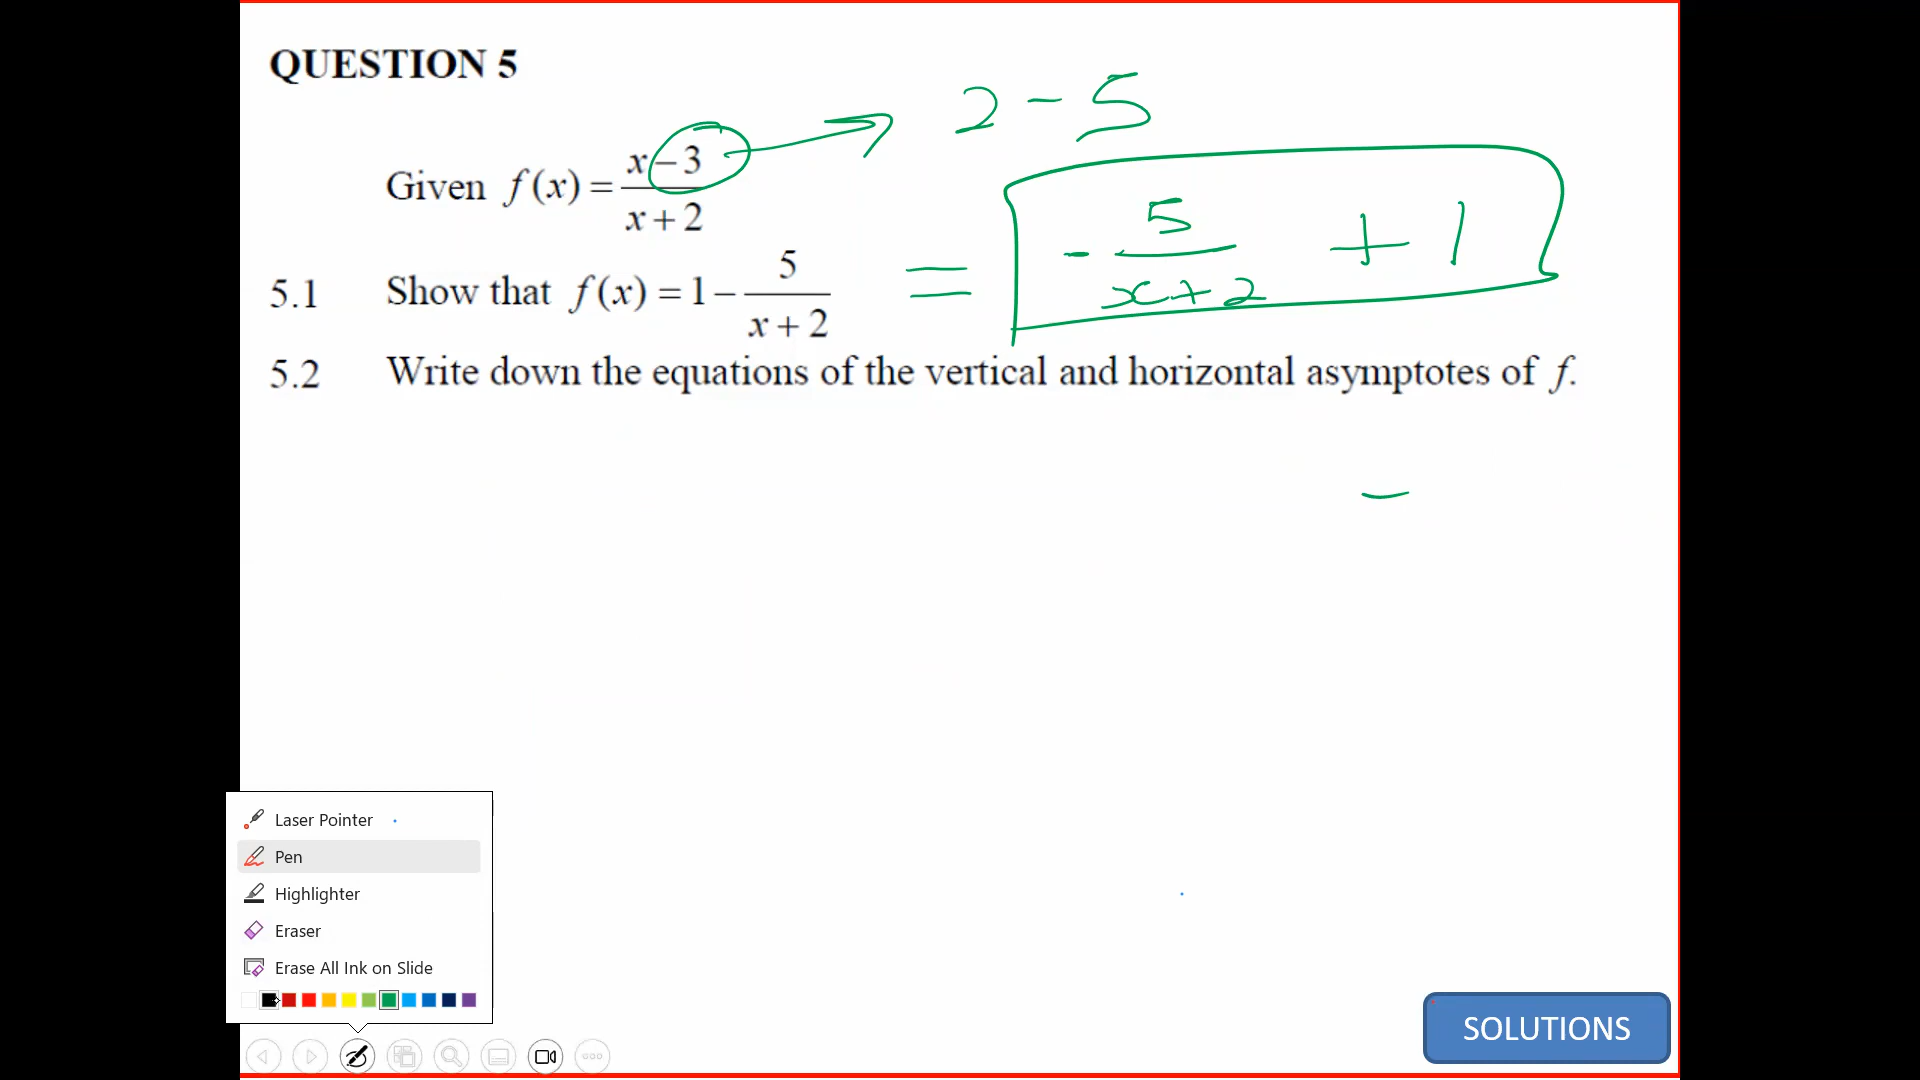 QUESTION 5
2 - 5
Given f(x) = (x - 3)/(x + 2)
5.1 Show that f(x) = 1 - 5/(x + 2) = - 5/(x + 2) + 1
5.2 Write down the equations of the vertical and horizontal asymptotes of f.
–
Laser Pointer
Pen
Highlighter
Eraser
Erase All Ink on Slide
SOLUTIONS